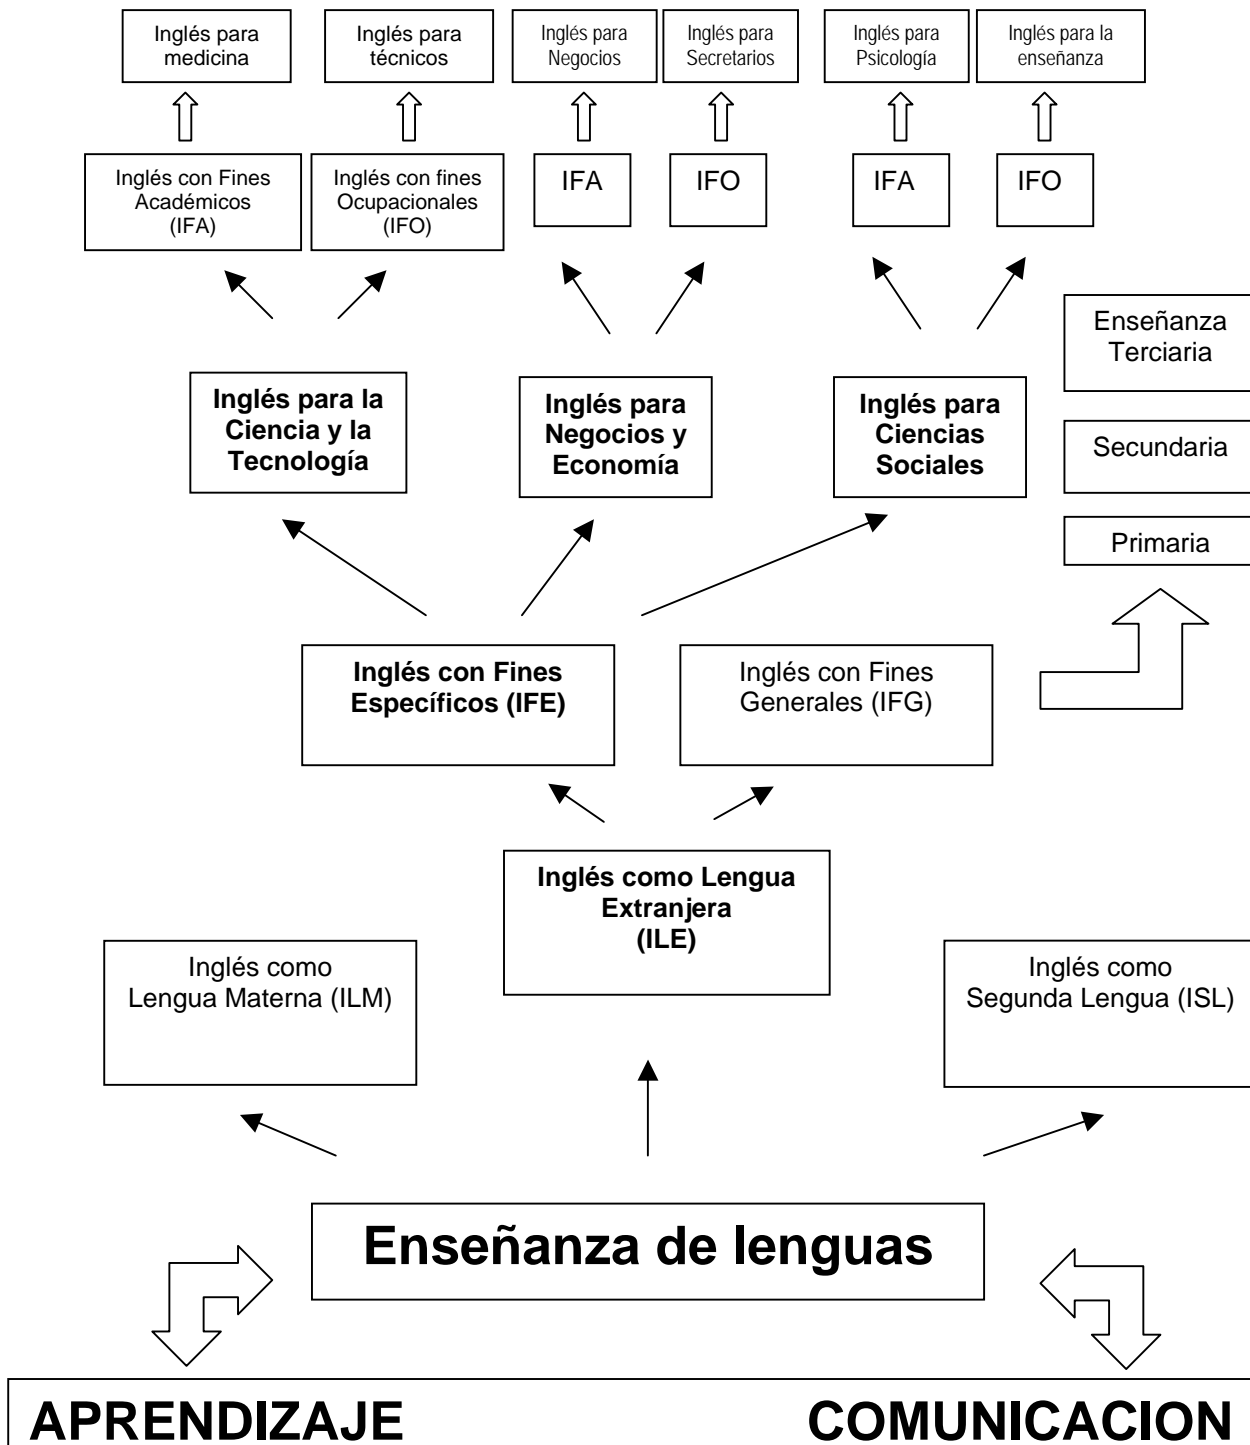 Inglés para
medicina
Inglés para
técnicos
Inglés para
Negocios
Inglés para
Secretarios
Inglés para
Psicología
Inglés para la
enseñanza
Inglés con Fines
Académicos
(IFA)
Inglés con fines
Ocupacionales
(IFO)
IFA
IFO
IFA
IFO
Enseñanza
Terciaria
Secundaria
Primaria
Inglés para la
Ciencia y la
Tecnología
Inglés para
Negocios y
Economía
Inglés para
Ciencias
Sociales
Inglés con Fines
Específicos (IFE)
Inglés con Fines
Generales (IFG)
Inglés como Lengua
Extranjera
(ILE)
Inglés como
Lengua Materna (ILM)
Inglés como
Segunda Lengua (ISL)
Enseñanza de lenguas
APRENDIZAJE COMUNICACION